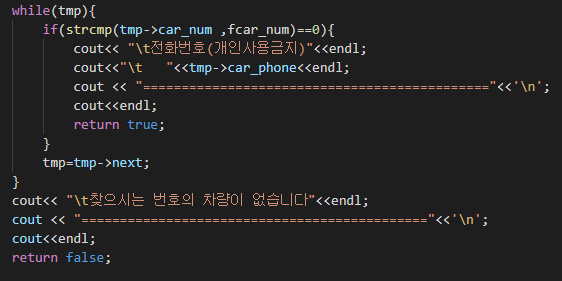 while(tmp){
if(strcmp(tmp->car_num ,fcar_num)==0){
cout<< "\t전화번호(개인사용금지)"<<endl;
cout<<"\t   "<<tmp->car_phone<<endl;
cout << "============================================="<<'\n';
cout<<endl;
return true;
}
tmp=tmp->next;
}
cout<< "\t찾으시는 번호의 차량이 없습니다"<<endl;
cout << "============================================="<<'\n';
cout<<endl;
return false;